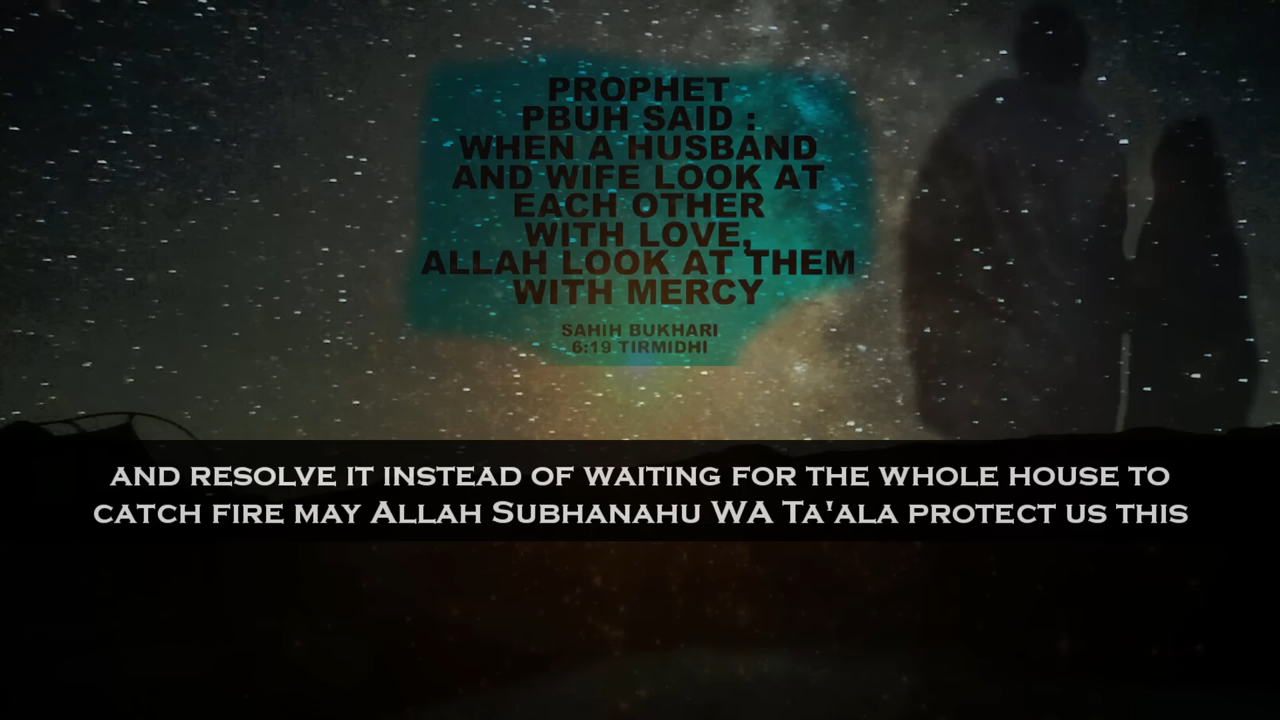 PROPHET
PBUH SAID :
WHEN A HUSBAND
AND WIFE LOOK AT
EACH OTHER
WITH LOVE,
ALLAH LOOK AT THEM
WITH MERCY
SAHIH BUKHARI
6:19 TIRMIDHI
AND RESOLVE IT INSTEAD OF WAITING FOR THE WHOLE HOUSE TO
CATCH FIRE MAY ALLAH SUBHANAHU WA TA'ALA PROTECT US THIS